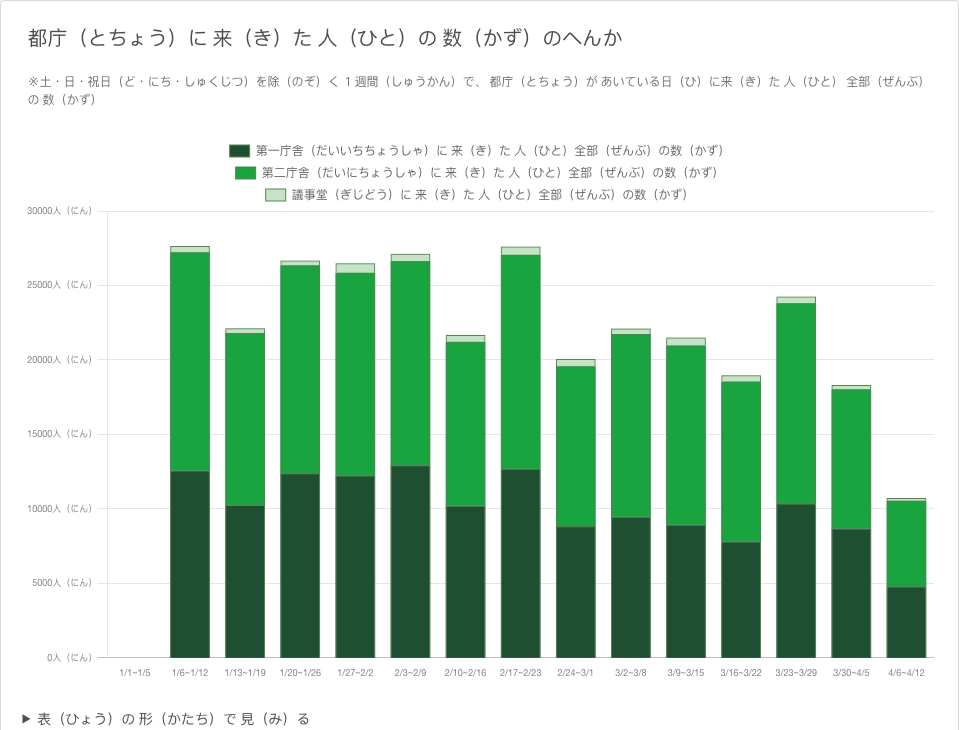 都庁（とちょう）に 来（き）た 人（ひと）の 数（かず）のへんか
※土・日・祝日（ど・にち・しゅくじつ）を除（のぞ）く 1 週間（しゅうかん）で、 都庁（とちょう）が あいている日（ひ）に来（き）た 人（ひと） 全部（ぜんぶ）
の 数（かず）
第一庁舎（だいいちちょうしゃ）に 来（き）た 人（ひと）全部（ぜんぶ）の数（かず）
第二庁舎（だいにちょうしゃ）に 来（き）た 人（ひと）全部（ぜんぶ）の数（かず）
議事堂（ぎじどう）に 来（き）た 人（ひと）全部（ぜんぶ）の数（かず）
30000人（にん）
25000人（にん）
20000人（にん）
15000人（にん）
10000人（にん）
5000人（にん）
0人（にん）
1/1~1/5 1/6~1/12 1/13~1/19 1/20~1/26 1/27~2/2 2/3~2/9 2/10~2/16 2/17~2/23 2/24~3/1 3/2~3/8 3/9~3/15 3/16~3/22 3/23~3/29 3/30~4/5 4/6~4/12
▶ 表（ひょう）の 形（かたち）で 見（み）る